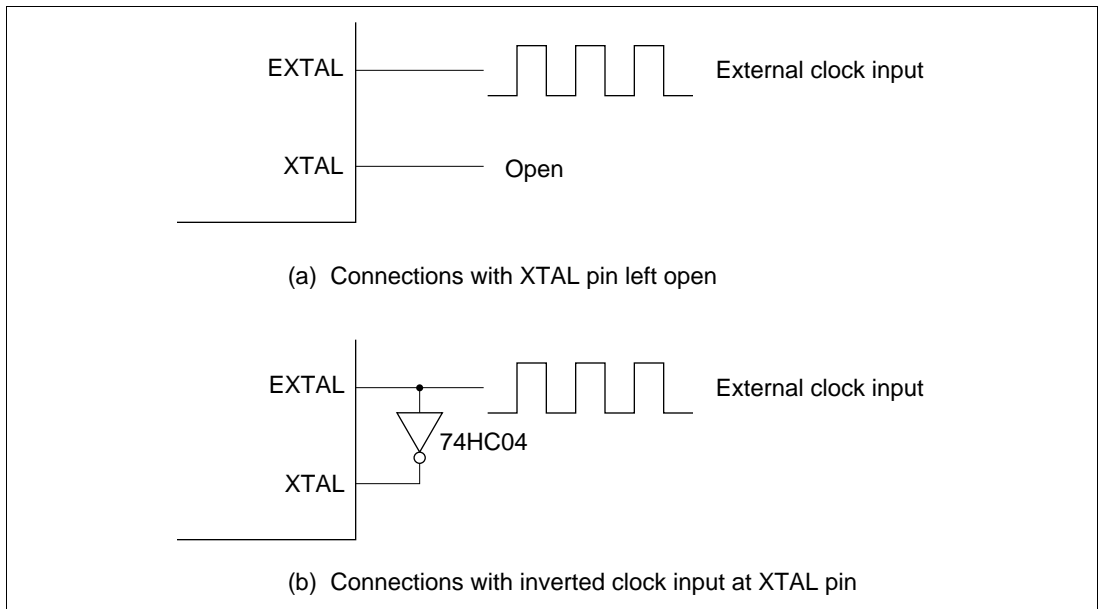 EXTAL
External clock input
XTAL
Open
(a) Connections with XTAL pin left open
EXTAL
External clock input
74HC04
XTAL
(b) Connections with inverted clock input at XTAL pin